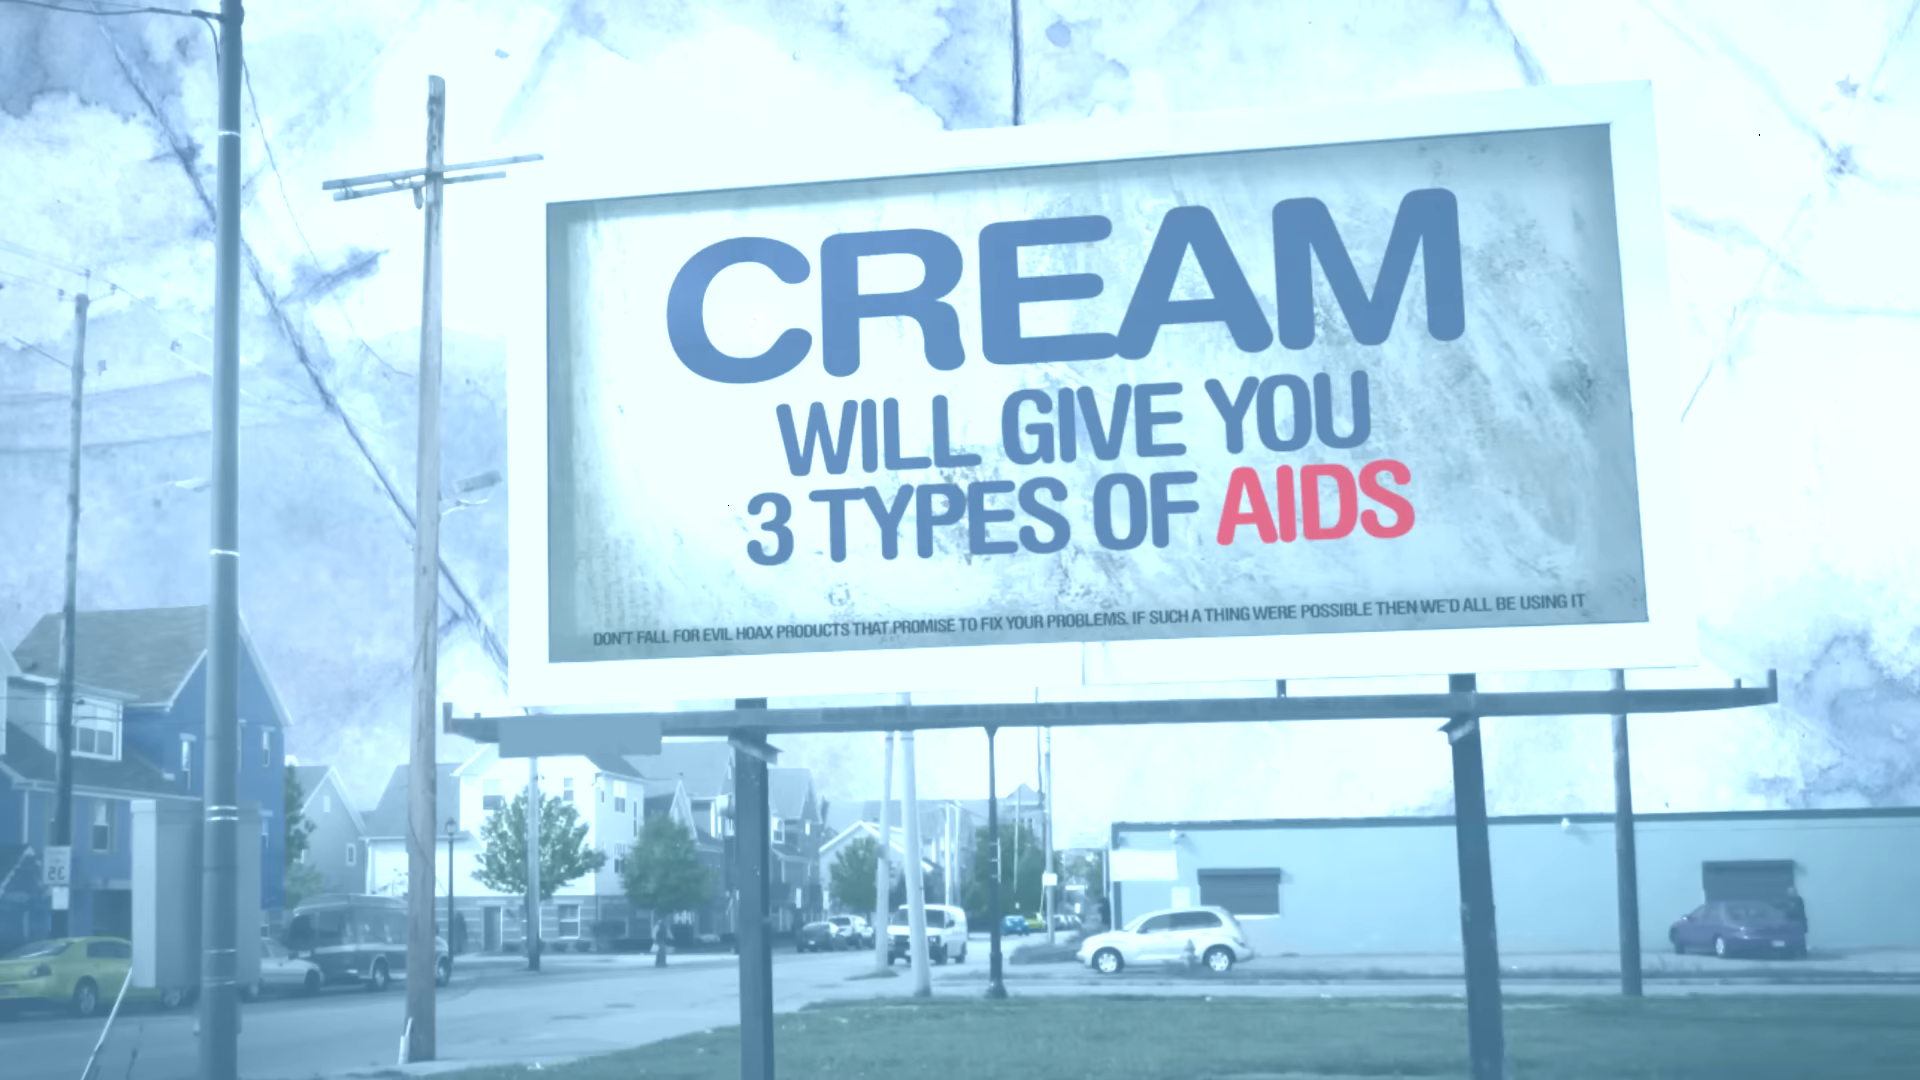 CREAM
WILL GIVE YOU
3 TYPES OF AIDS
DON'T FALL FOR EVIL HOAX PRODUCTS THAT PROMISE TO FIX YOUR PROBLEMS. IF SUCH A THING WERE POSSIBLE THEN WE'D ALL BE USING IT
35